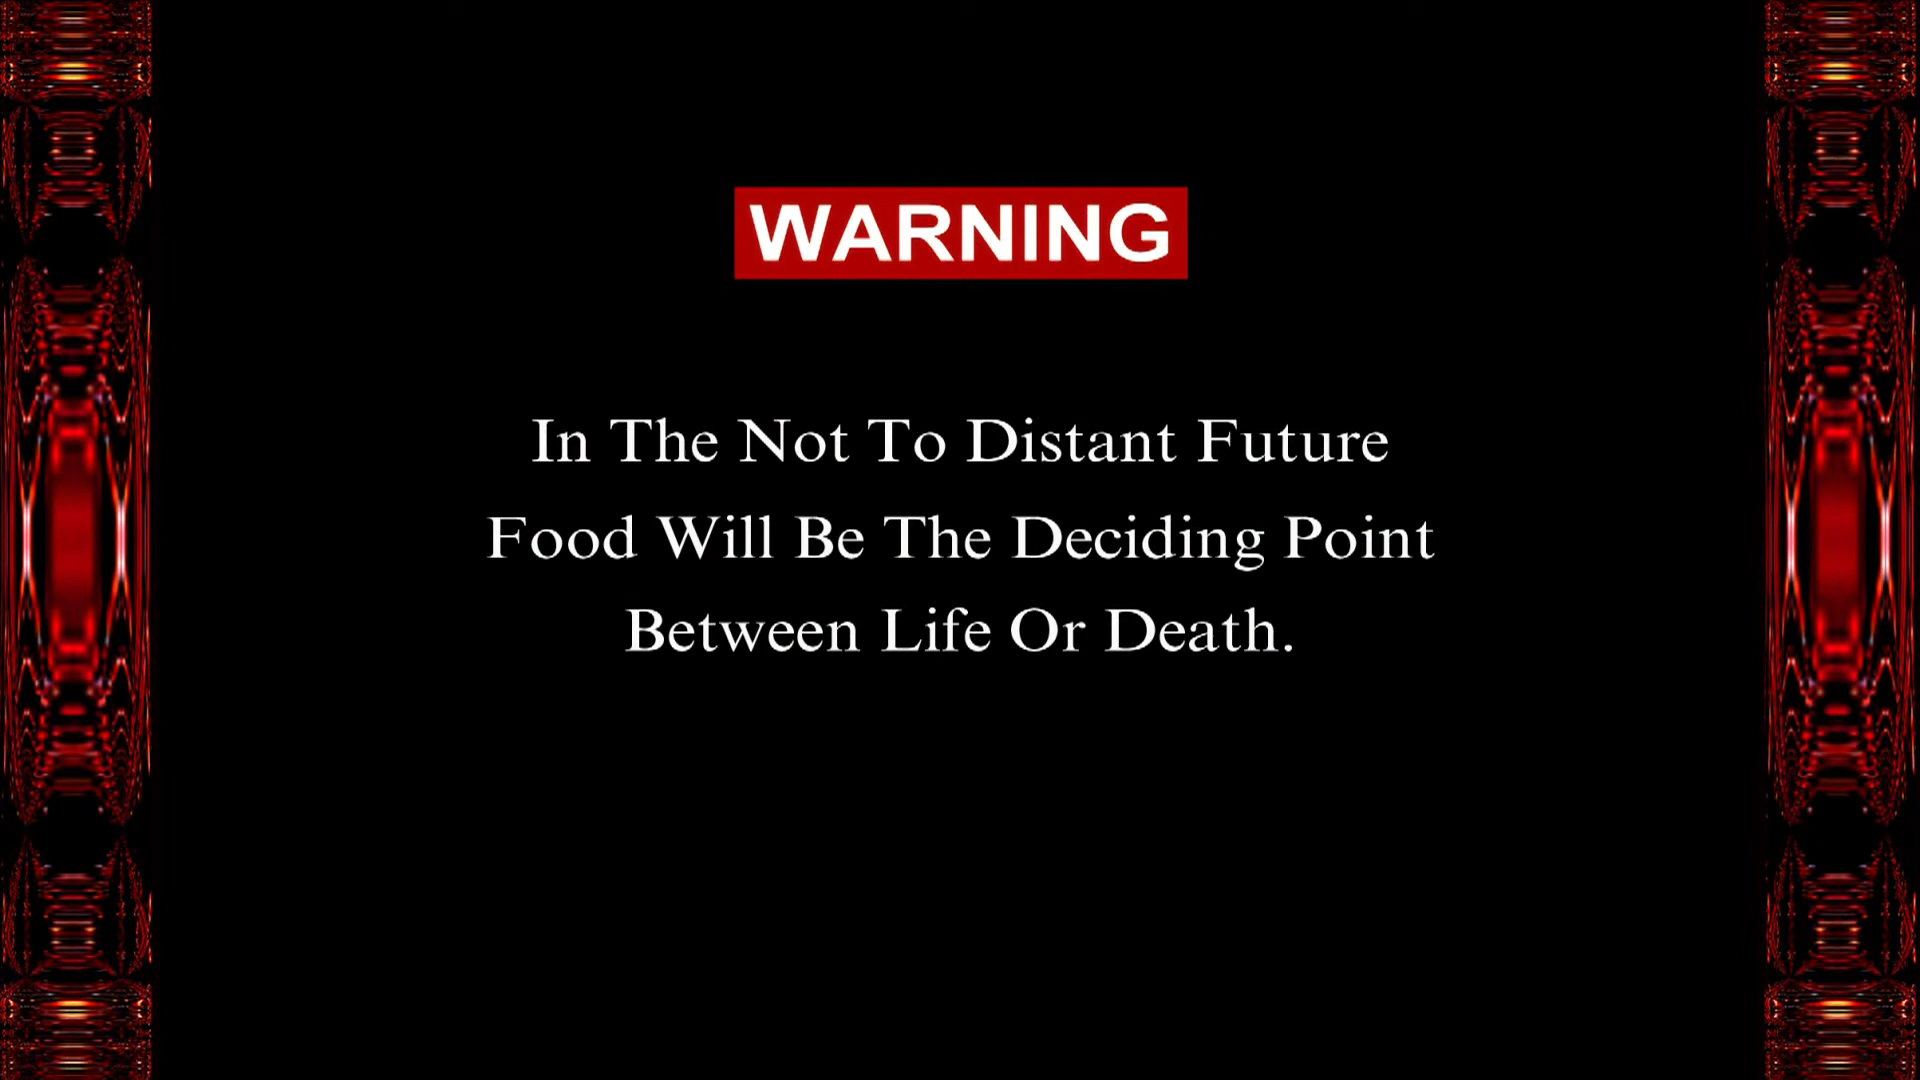 WARNING
In The Not To Distant Future
Food Will Be The Deciding Point
Between Life Or Death.